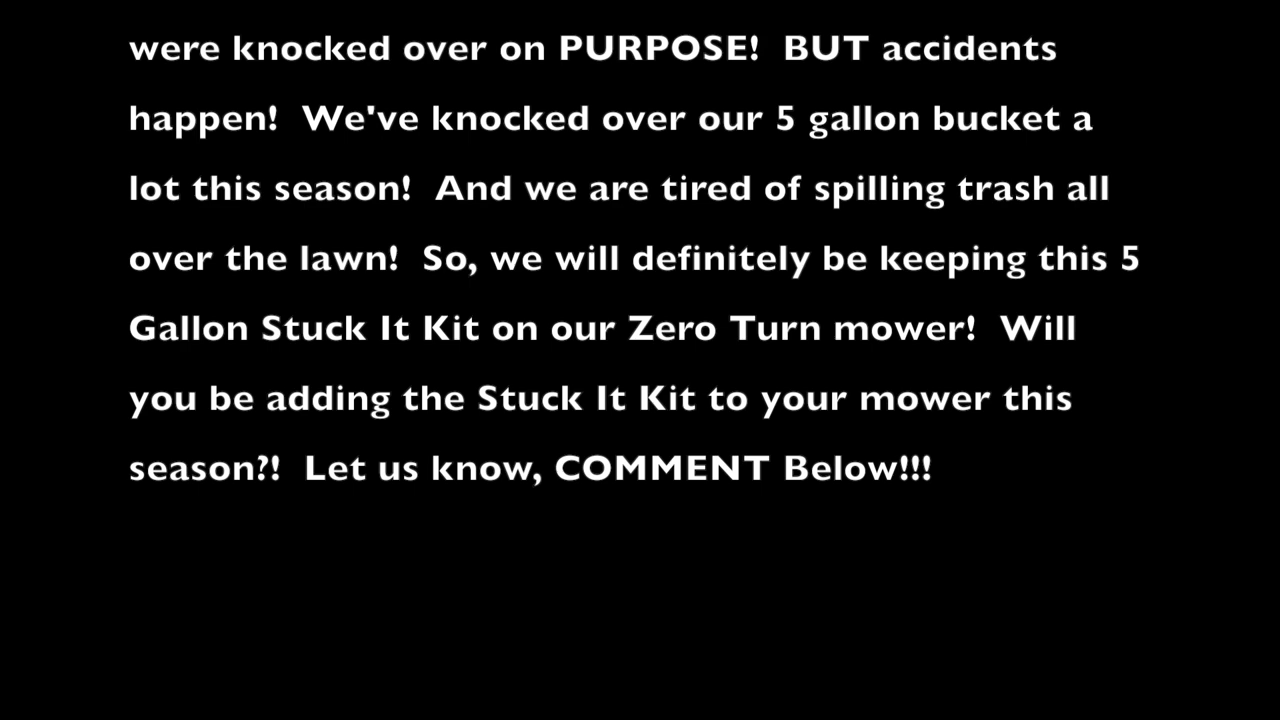 were knocked over on PURPOSE!  BUT accidents
happen!  We've knocked over our 5 gallon bucket a
lot this season!  And we are tired of spilling trash all
over the lawn!  So, we will definitely be keeping this 5
Gallon Stuck It Kit on our Zero Turn mower!  Will
you be adding the Stuck It Kit to your mower this
season?!  Let us know, COMMENT Below!!!